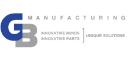 GB MANUFACTURING
INNOVATIVE MINDS
INNOVATIVE PARTS | UNIQUE SOLUTIONS